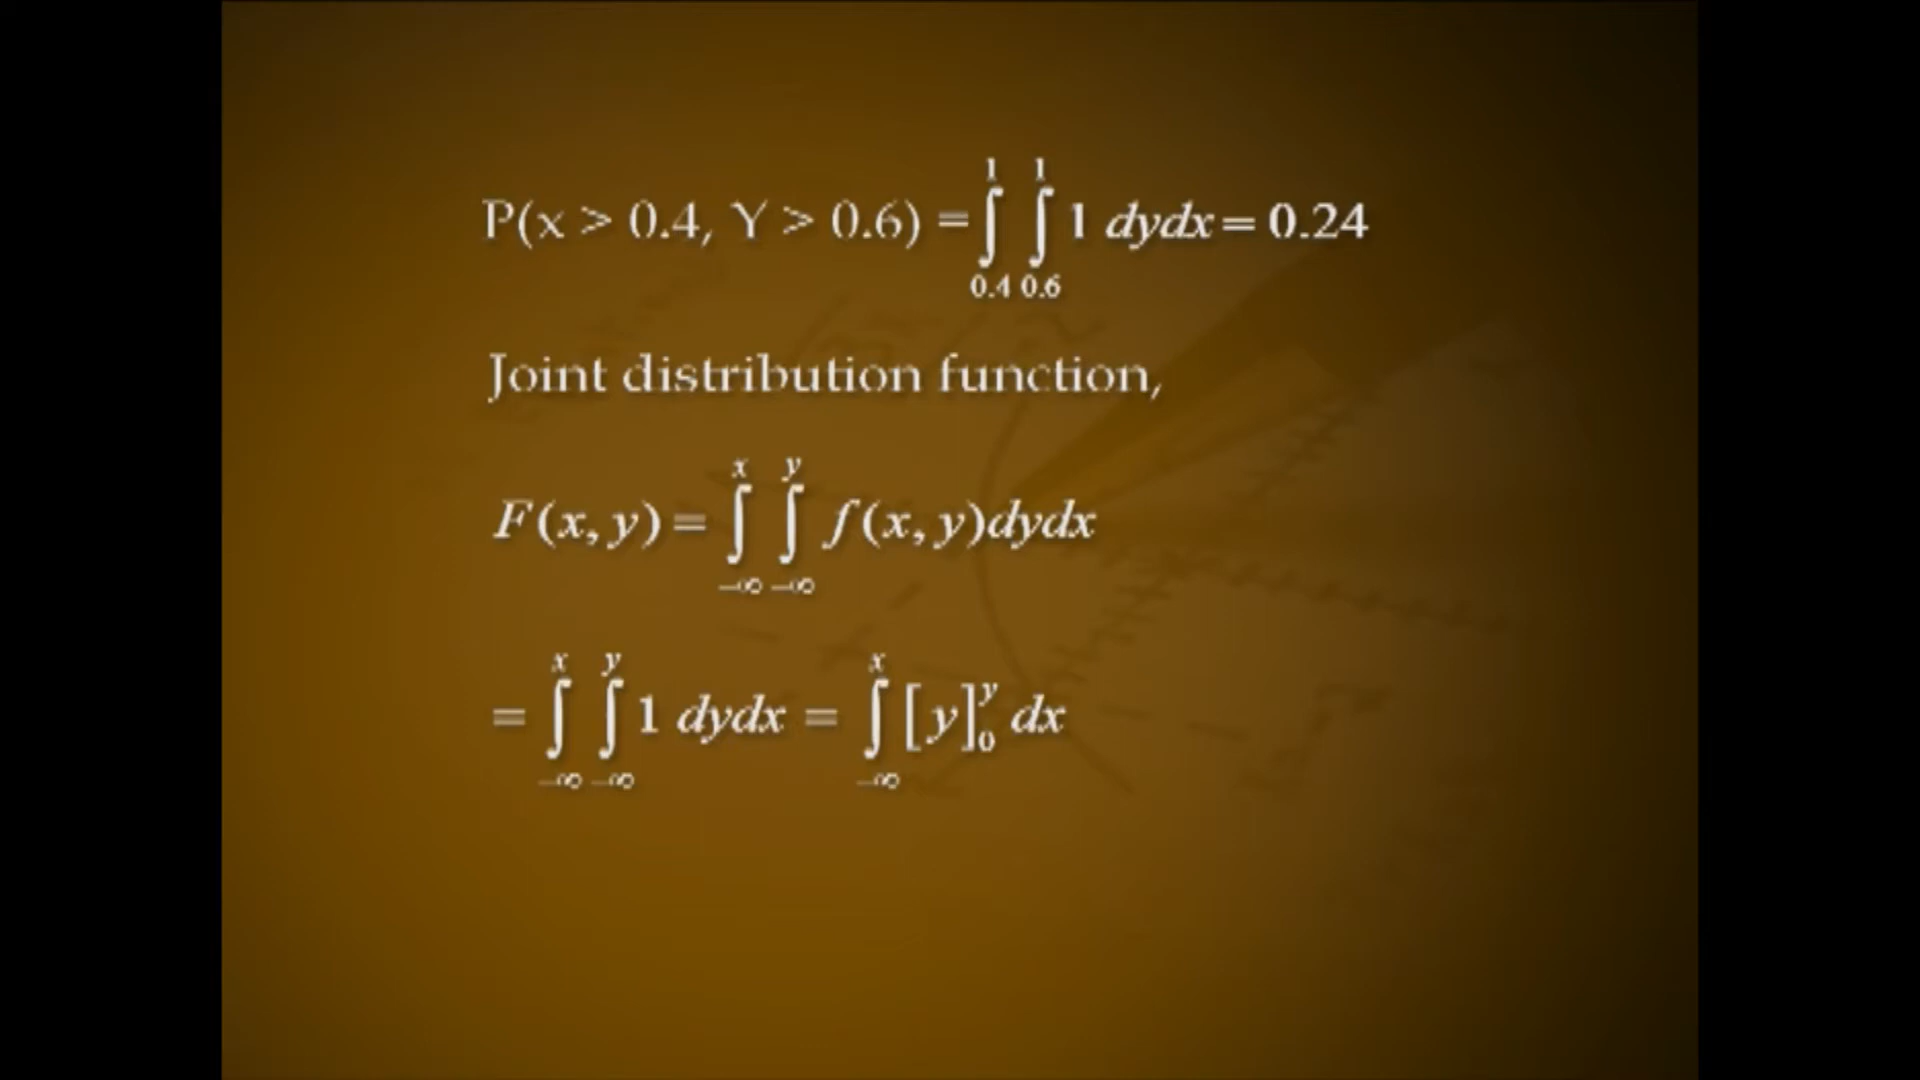 P(x > 0.4, Y > 0.6) = ∫_{0.4}^{1} ∫_{0.6}^{1} 1 dydx = 0.24
Joint distribution function,
F(x, y) = ∫_{-∞}^{x} ∫_{-∞}^{y} f(x, y)dydx
= ∫_{-∞}^{x} ∫_{-∞}^{y} 1 dydx = ∫_{-∞}^{x} [y]_{0}^{y} dx